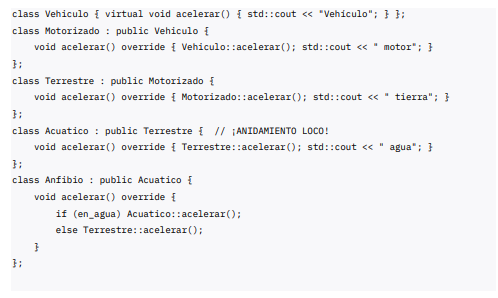 class Vehiculo { virtual void acelerar() { std::cout << "Vehículo"; } };
class Motorizado : public Vehiculo {
    void acelerar() override { Vehiculo::acelerar(); std::cout << " motor"; }
};
class Terrestre : public Motorizado {
    void acelerar() override { Motorizado::acelerar(); std::cout << " tierra"; }
};
class Acuatico : public Terrestre {  // ¡ANIDAMIENTO LOCO!
    void acelerar() override { Terrestre::acelerar(); std::cout << " agua"; }
};
class Anfibio : public Acuatico {
    void acelerar() override {
        if (en_agua) Acuatico::acelerar();
        else Terrestre::acelerar();
    }
};